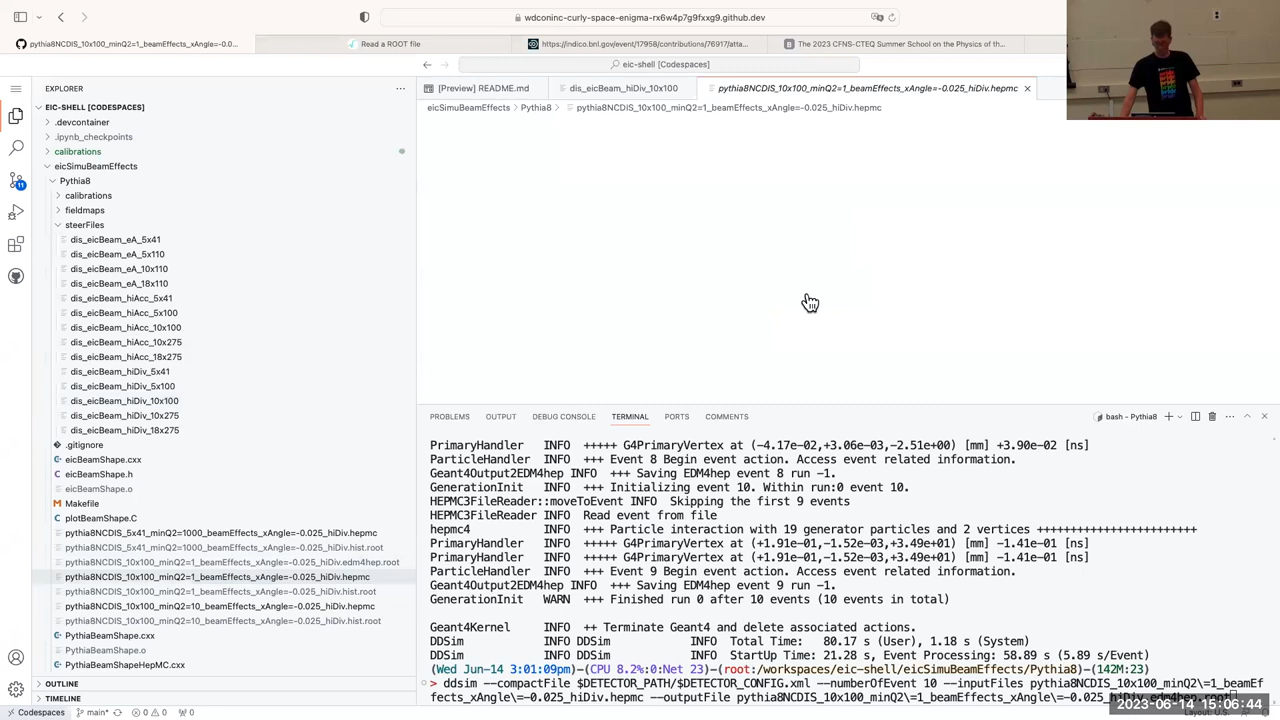 wdconinc-curly-space-enigma-rx6w4p7g9fxxg9.github.dev
pythia8NCDIS_10x100_minQ2=1_beamEffects_xAngle=-0.0...
Read a ROOT file
https://indico.bnl.gov/event/17958/contributions/76917/atta...
The 2023 CFNS-CTEQ Summer School on the Physics of th...
eic-shell [Codespaces]
EXPLORER
[Preview] README.md
dis_eicBeam_hiDiv_10x100
pythia8NCDIS_10x100_minQ2=1_beamEffects_xAngle=-0.025_hiDiv.hepmc
EIC-SHELL [CODESPACES]
eicSimuBeamEffects > Pythia8 > pythia8NCDIS_10x100_minQ2=1_beamEffects_xAngle=-0.025_hiDiv.hepmc
.devcontainer
.ipynb_checkpoints
calibrations
eicSimuBeamEffects
Pythia8
calibrations
fieldmaps
steerFiles
dis_eicBeam_eA_5x41
dis_eicBeam_eA_5x110
dis_eicBeam_eA_10x110
dis_eicBeam_eA_18x110
dis_eicBeam_hiAcc_5x41
dis_eicBeam_hiAcc_5x100
dis_eicBeam_hiAcc_10x100
dis_eicBeam_hiAcc_10x275
dis_eicBeam_hiAcc_18x275
dis_eicBeam_hiDiv_5x41
dis_eicBeam_hiDiv_5x100
dis_eicBeam_hiDiv_10x100
dis_eicBeam_hiDiv_10x275
dis_eicBeam_hiDiv_18x275
.gitignore
eicBeamShape.cxx
eicBeamShape.h
eicBeamShape.o
Makefile
plotBeamShape.C
pythia8NCDIS_5x41_minQ2=1000_beamEffects_xAngle=-0.025_hiDiv.hepmc
pythia8NCDIS_5x41_minQ2=1000_beamEffects_xAngle=-0.025_hiDiv.hist.root
pythia8NCDIS_10x100_minQ2=1_beamEffects_xAngle=-0.025_hiDiv.edm4hep.root
pythia8NCDIS_10x100_minQ2=1_beamEffects_xAngle=-0.025_hiDiv.hepmc
pythia8NCDIS_10x100_minQ2=1_beamEffects_xAngle=-0.025_hiDiv.hist.root
pythia8NCDIS_10x100_minQ2=10_beamEffects_xAngle=-0.025_hiDiv.hepmc
pythia8NCDIS_10x100_minQ2=10_beamEffects_xAngle=-0.025_hiDiv.hist.root
PythiaBeamShape.cxx
PythiaBeamShape.o
PythiaBeamShapeHepMC.cxx
OUTLINE
TIMELINE
11
PROBLEMS OUTPUT DEBUG CONSOLE TERMINAL PORTS COMMENTS
bash - Pythia8
PrimaryHandler INFO +++++ G4PrimaryVertex at (-4.17e-02,+3.06e-03,-2.51e+00) [mm] +3.90e-02 [ns]
ParticleHandler INFO +++ Event 8 Begin event action. Access event related information.
Geant4Output2EDM4hep INFO +++ Saving EDM4hep event 8 run -1.
GenerationInit INFO +++ Initializing event 10. Within run:0 event 10.
HEPMC3FileReader::moveToEvent INFO Skipping the first 9 events
HEPMC3FileReader INFO Read event from file
hepmc4 INFO +++ Particle interaction with 19 generator particles and 2 vertices +++++++++++++++++++++++++
PrimaryHandler INFO +++++ G4PrimaryVertex at (+1.91e-01,-1.52e-03,+3.49e+01) [mm] -1.41e-01 [ns]
PrimaryHandler INFO +++++ G4PrimaryVertex at (+1.91e-01,-1.52e-03,+3.49e+01) [mm] -1.41e-01 [ns]
ParticleHandler INFO +++ Event 9 Begin event action. Access event related information.
Geant4Output2EDM4hep INFO +++ Saving EDM4hep event 9 run -1.
GenerationInit WARN +++ Finished run 0 after 10 events (10 events in total)
Geant4Kernel INFO ++ Terminate Geant4 and delete associated actions.
DDSim INFO DDSim INFO Total Time: 80.17 s (User), 1.18 s (System)
DDSim INFO DDSim INFO StartUp Time: 21.28 s, Event Processing: 58.89 s (5.89 s/Event)
(Wed Jun-14 3:01:09pm)-(CPU 8.2%:0:Net 23)-(root:/workspaces/eic-shell/eicSimuBeamEffects/Pythia8)-(142M:23)
> ddsim --compactFile $DETECTOR_PATH/$DETECTOR_CONFIG.xml --numberOfEvent 10 --inputFiles pythia8NCDIS_10x100_minQ2\=1_beamEf
fects_xAngle\=-0.025_hiDiv.hepmc --outputFile pythia8NCDIS_10x100_minQ2\=1_beamEffects_xAngle\=-0.025_hiDiv.edm4hep.root
Codespaces main* 0 0 0
2023-06-14 15:06:44